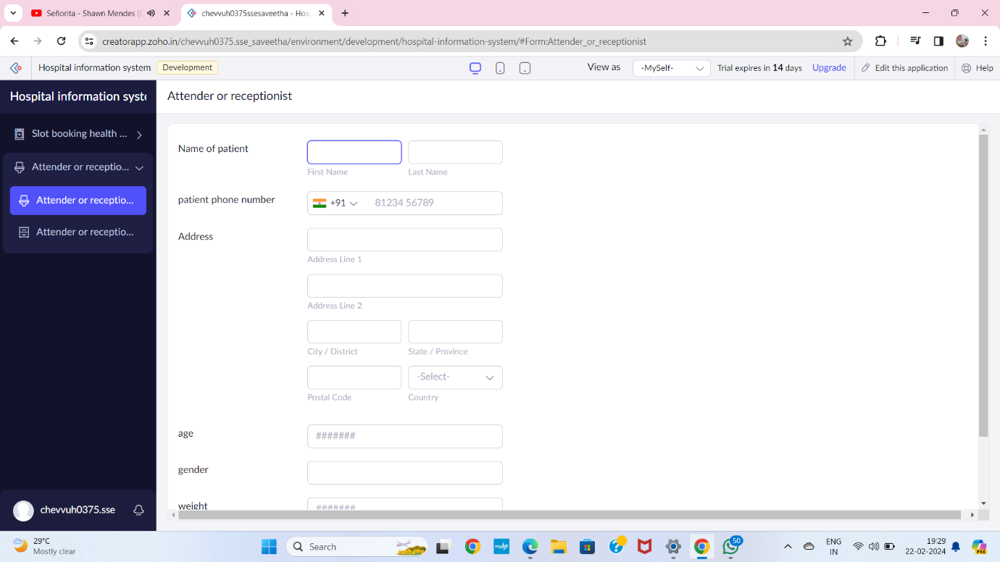 Señorita - Shawn Mendes (
chevvuh0375ssesaveetha - Hos
creatorapp.zoho.in/chevvuh0375.sse_saveetha/environment/development/hospital-information-system/#Form:Attender_or_receptionist
Hospital information system Development View as -MySelf- Trial expires in 14 days Upgrade Edit this application Help
Hospital information syst
Attender or receptionist
Slot booking health ...
Attender or receptio...
Attender or receptio...
Attender or receptio...
Name of patient
First Name Last Name
patient phone number +91 81234 56789
Address
Address Line 1
Address Line 2
City / District State / Province
-Select-
Postal Code Country
age #######
gender
weight #######
chevvuh0375.sse
29°C
Mostly clear
Search
myhp
50
ENG
IN
19:29
22-02-2024
PRE